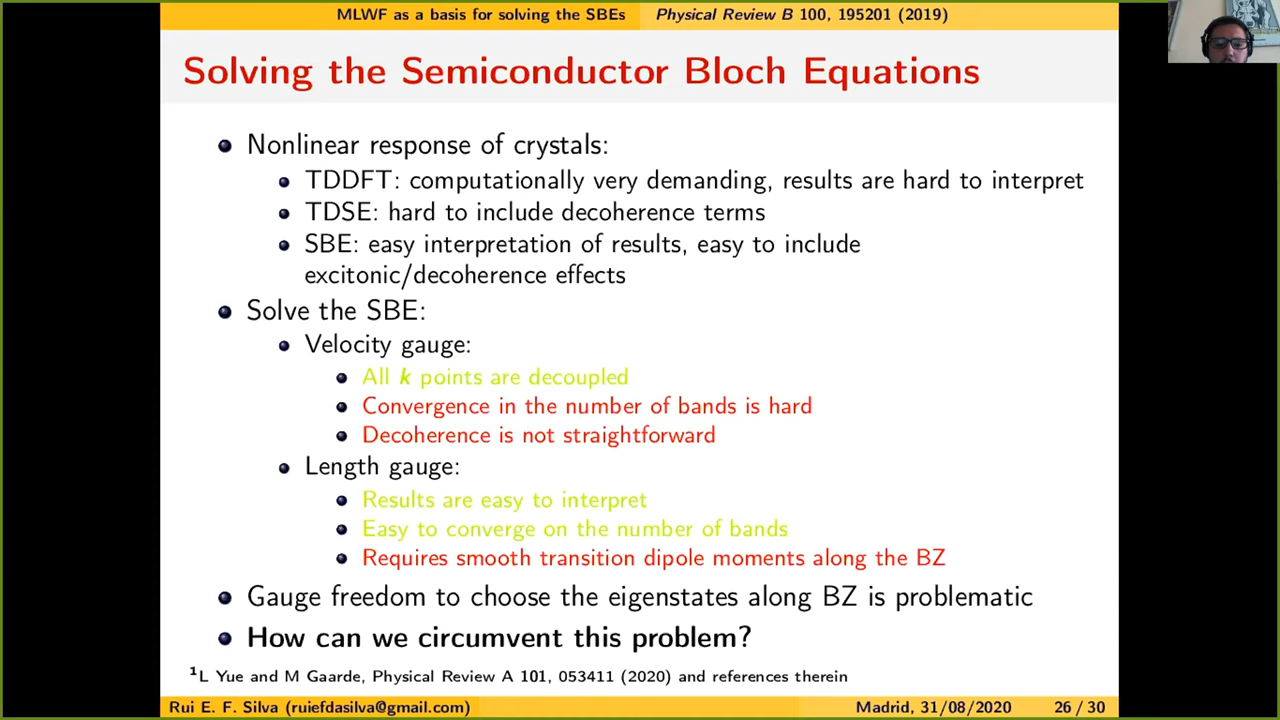 MLWF as a basis for solving the SBEs Physical Review B 100, 195201 (2019)
Solving the Semiconductor Bloch Equations
Nonlinear response of crystals:
TDDFT: computationally very demanding, results are hard to interpret
TDSE: hard to include decoherence terms
SBE: easy interpretation of results, easy to include
excitonic/decoherence effects
Solve the SBE:
Velocity gauge:
All k points are decoupled
Convergence in the number of bands is hard
Decoherence is not straightforward
Length gauge:
Results are easy to interpret
Easy to converge on the number of bands
Requires smooth transition dipole moments along the BZ
Gauge freedom to choose the eigenstates along BZ is problematic
How can we circumvent this problem?
1L Yue and M Gaarde, Physical Review A 101, 053411 (2020) and references therein
Rui E. F. Silva (ruiefdasilva@gmail.com) Madrid, 31/08/2020 26 / 30